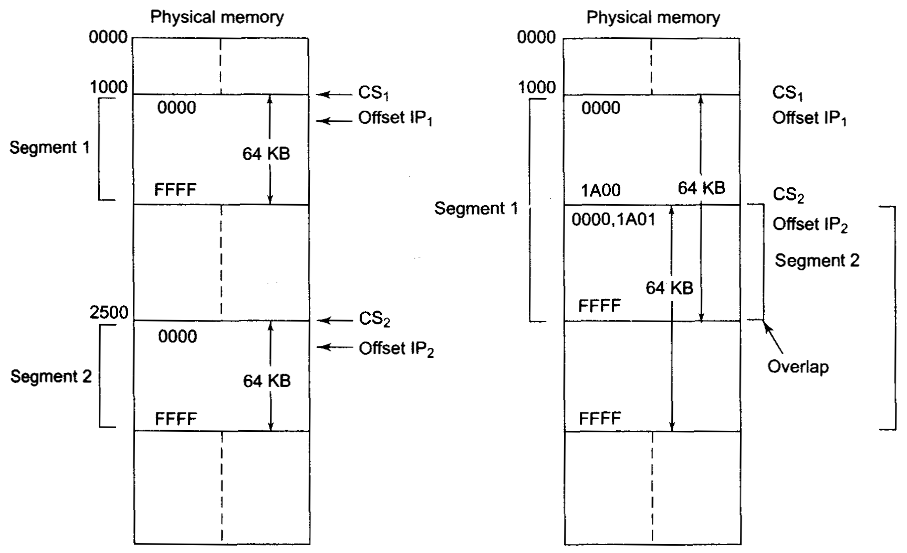 Physical memory
0000
1000
CS₁
0000
Offset IP₁
Segment 1
64 KB
FFFF
2500
CS₂
0000
Offset IP₂
Segment 2
64 KB
FFFF
Physical memory
0000
1000
CS₁
0000
Offset IP₁
1A00
64 KB
CS₂
Segment 1
0000,1A01
Offset IP₂
Segment 2
64 KB
FFFF
Overlap
FFFF